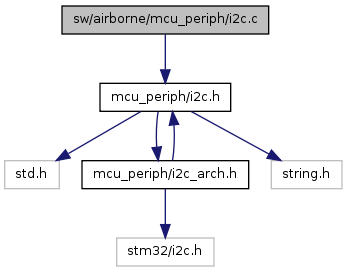 sw/airborne/mcu_periph/i2c.c
mcu_periph/i2c.h
std.h
mcu_periph/i2c_arch.h
string.h
stm32/i2c.h